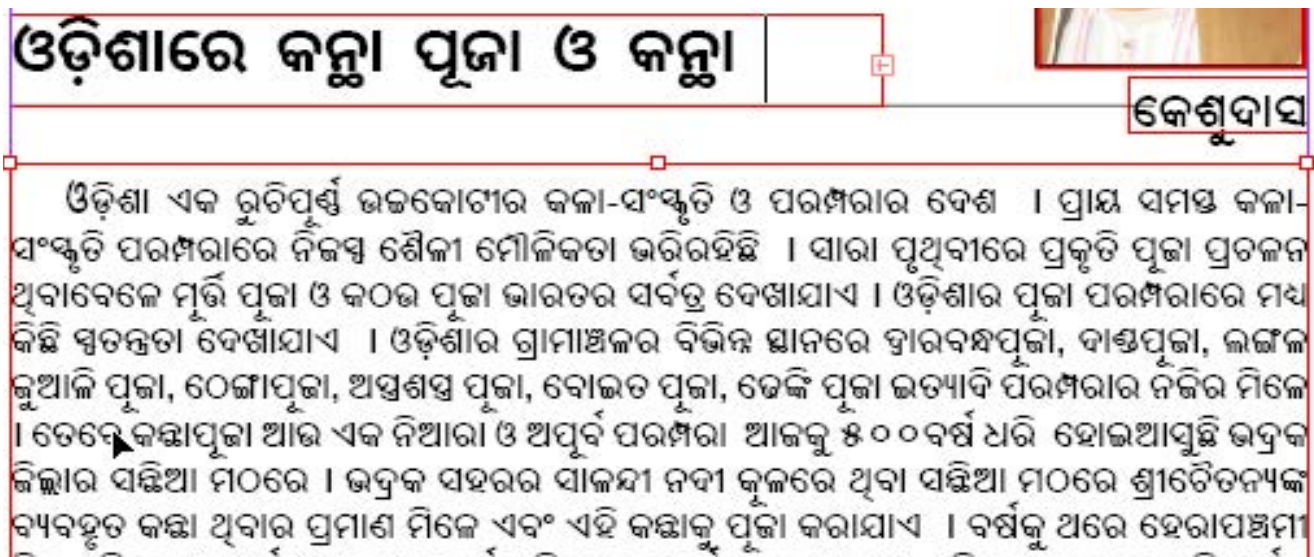 ଓଡ଼ିଶାରେ କନ୍ଥା ପୂଜା ଓ କନ୍ଥା
କେଶୁଦାସ
ଓଡ଼ିଶା ଏକ ରୁଚିପୂର୍ଣ୍ଣ ଉଚ୍ଚକୋଟୀର କଳା-ସଂସ୍କୃତି ଓ ପରମ୍ପରାର ଦେଶ । ପ୍ରାୟ ସମସ୍ତ କଳା-
ସଂସ୍କୃତି ପରମ୍ପରାରେ ନିଜସ୍ୱ ଶୈଳୀ ମୌଳିକତା ଭରିରହିଛି । ସାରା ପୃଥିବୀରେ ପ୍ରକୃତି ପୂଜା ପ୍ରଚଳନ
ଥିବାବେଳେ ମୂର୍ତ୍ତି ପୂଜା ଓ କଠଉ ପୂଜା ଭାରତର ସର୍ବତ୍ର ଦେଖାଯାଏ । ଓଡ଼ିଶାର ପୂଜା ପରମ୍ପରାରେ ମଧ୍ୟ
କିଛି ସ୍ୱତନ୍ତ୍ରତା ଦେଖାଯାଏ । ଓଡ଼ିଶାର ଗ୍ରାମାଞ୍ଚଳର ବିଭିନ୍ନ ସ୍ଥାନରେ ଦ୍ୱାରବନ୍ଧପୂଜା, ଦାଣ୍ଡପୂଜା, ଲଙ୍ଗଳ
ଜୁଆଳି ପୂଜା, ଠେଙ୍ଗାପୂଜା, ଅସ୍ତ୍ରଶସ୍ତ୍ର ପୂଜା, ବୋଇତ ପୂଜା, ଢେଙ୍କି ପୂଜା ଇତ୍ୟାଦି ପରମ୍ପରାର ନଜିର ମିଳେ
। ତେବେ କନ୍ଥାପୂଜା ଆଉ ଏକ ନିଆରା ଓ ଅପୂର୍ବ ପରମ୍ପରା ଆଜକୁ ୫୦୦ବର୍ଷ ଧରି ହୋଇଆସୁଛି ଭଦ୍ରକ
ଜିଲ୍ଲାର ସନ୍ଥିଆ ମଠରେ । ଭଦ୍ରକ ସହରର ସାଳନ୍ଦୀ ନଦୀ କୂଳରେ ଥିବା ସନ୍ଥିଆ ମଠରେ ଶ୍ରୀଚୈତନ୍ୟଙ୍କ
ବ୍ୟବହୃତ କନ୍ଥା ଥିବାର ପ୍ରମାଣ ମିଳେ ଏବଂ ଏହି କନ୍ଥାକୁ ପୂଜା କରାଯାଏ । ବର୍ଷକୁ ଥରେ ହେରାପଞ୍ଚମୀ